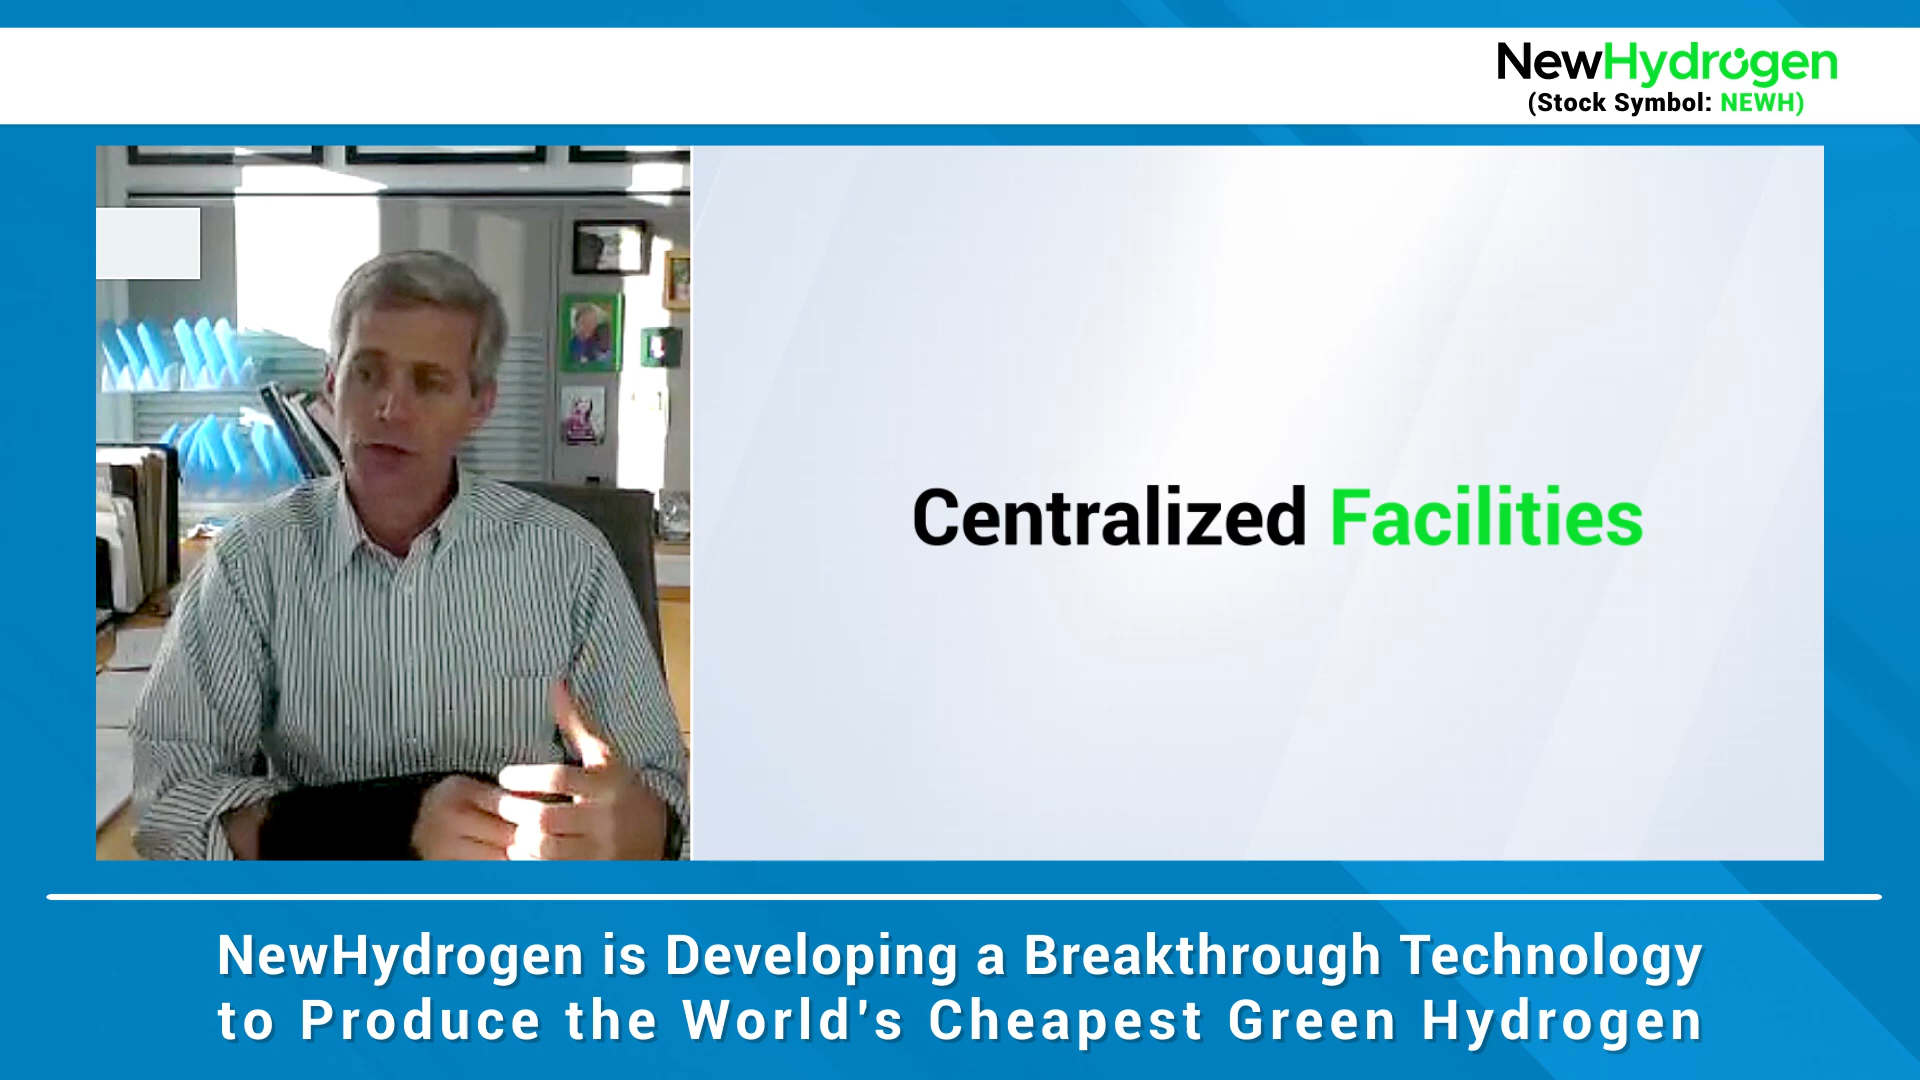 NewHydrogen
(Stock Symbol: NEWH)
Centralized Facilities
NewHydrogen is Developing a Breakthrough Technology
to Produce the World's Cheapest Green Hydrogen